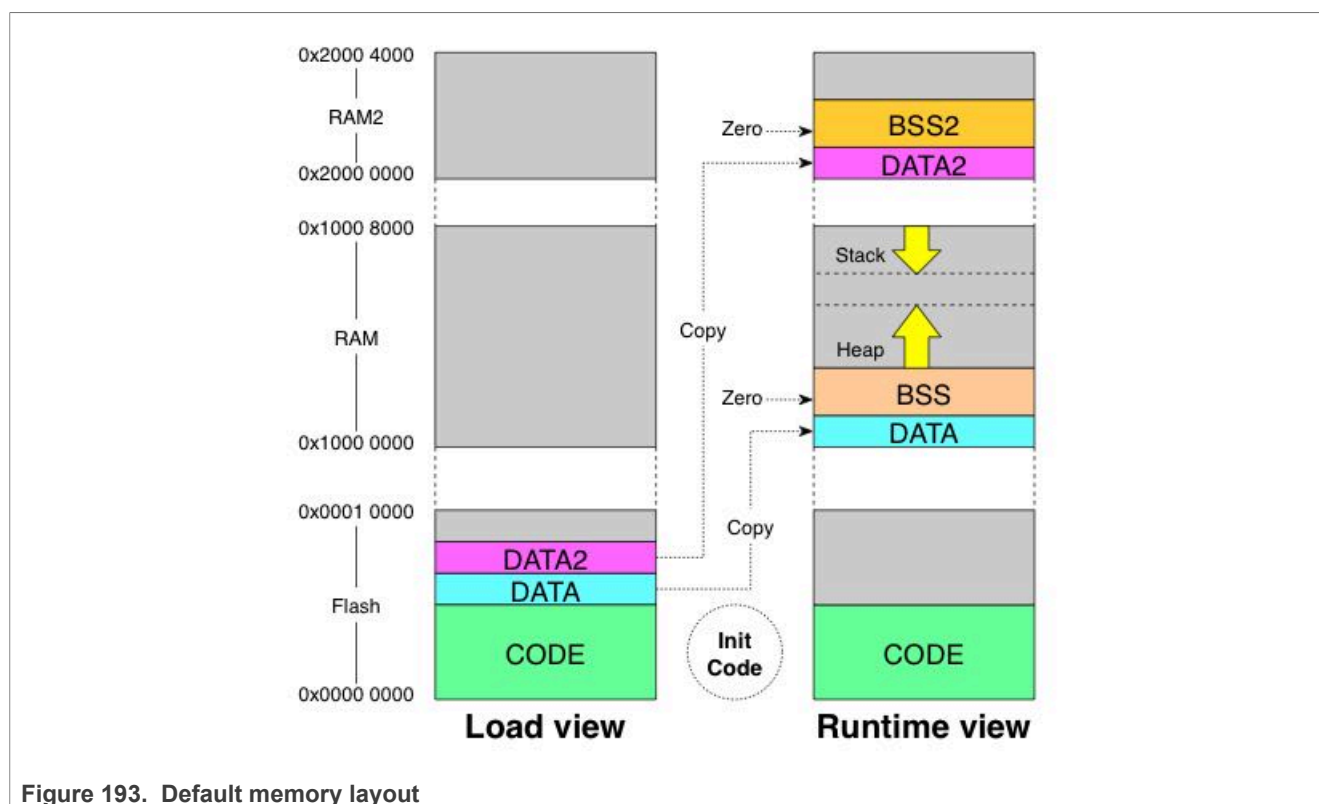 0x2000 4000
RAM2
Zero
BSS2
DATA2
0x2000 0000
0x1000 8000
Stack
Copy
RAM
Heap
Zero
BSS
DATA
0x1000 0000
0x0001 0000
Copy
DATA2
DATA
Flash
Init
Code
CODE
CODE
0x0000 0000
Load view
Runtime view
Figure 193. Default memory layout